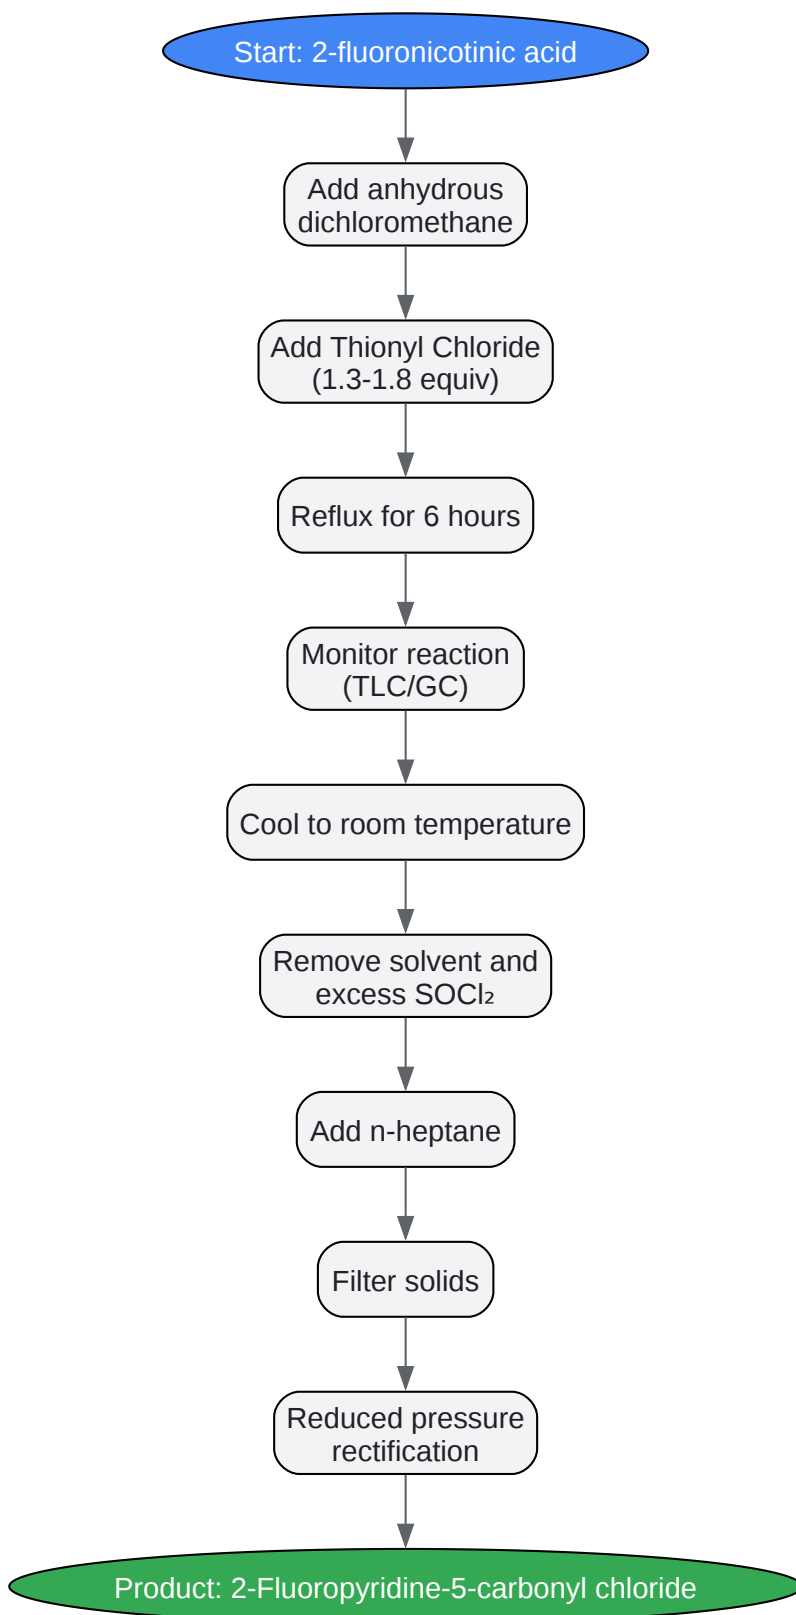 Start: 2-fluoronicotinic acid
Add anhydrous
dichloromethane
Add Thionyl Chloride
(1.3-1.8 equiv)
Reflux for 6 hours
Monitor reaction
(TLC/GC)
Cool to room temperature
Remove solvent and
excess SOCl₂
Add n-heptane
Filter solids
Reduced pressure
rectification
Product: 2-Fluoropyridine-5-carbonyl chloride